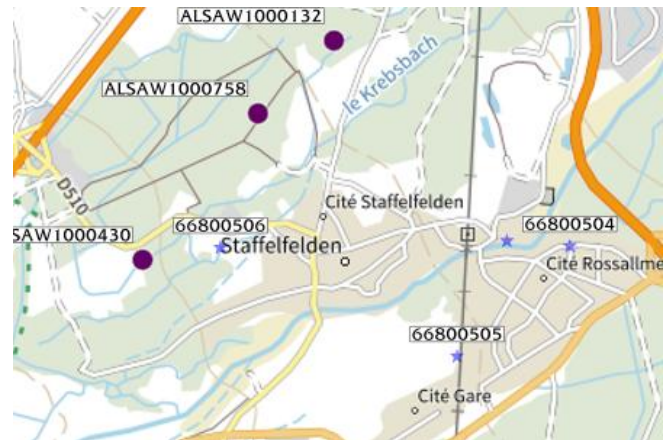 ALSAW1000132
le Krebsbach
ALSAW1000758
D510
Cité Staffelfelden
SAW1000430
66800506
66800504
Staffelfelden
Cité Rossallme
66800505
Cité Gare